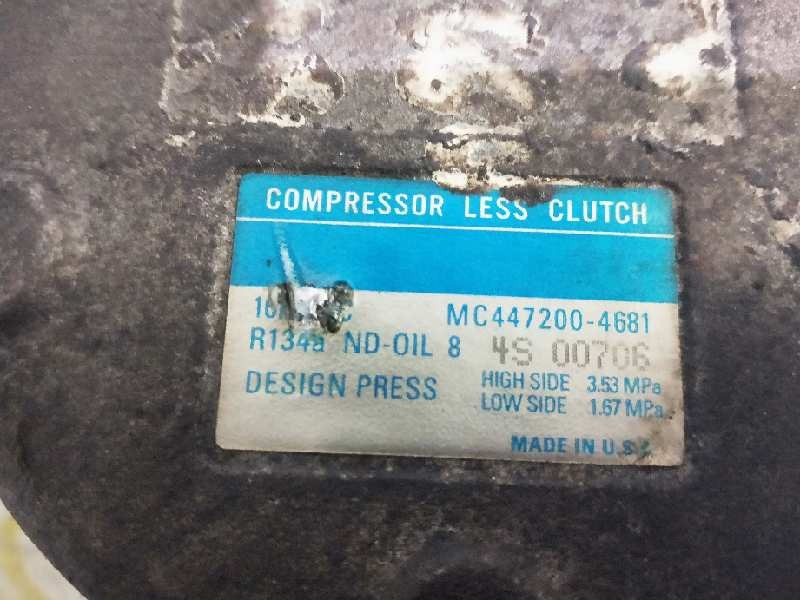 COMPRESSOR LESS CLUTCH
MC447200-4681
R134a ND-OIL 8 4S 00706
DESIGN PRESS HIGH SIDE 3.53 MPa
LOW SIDE 1.67 MPa
MADE IN U.S.